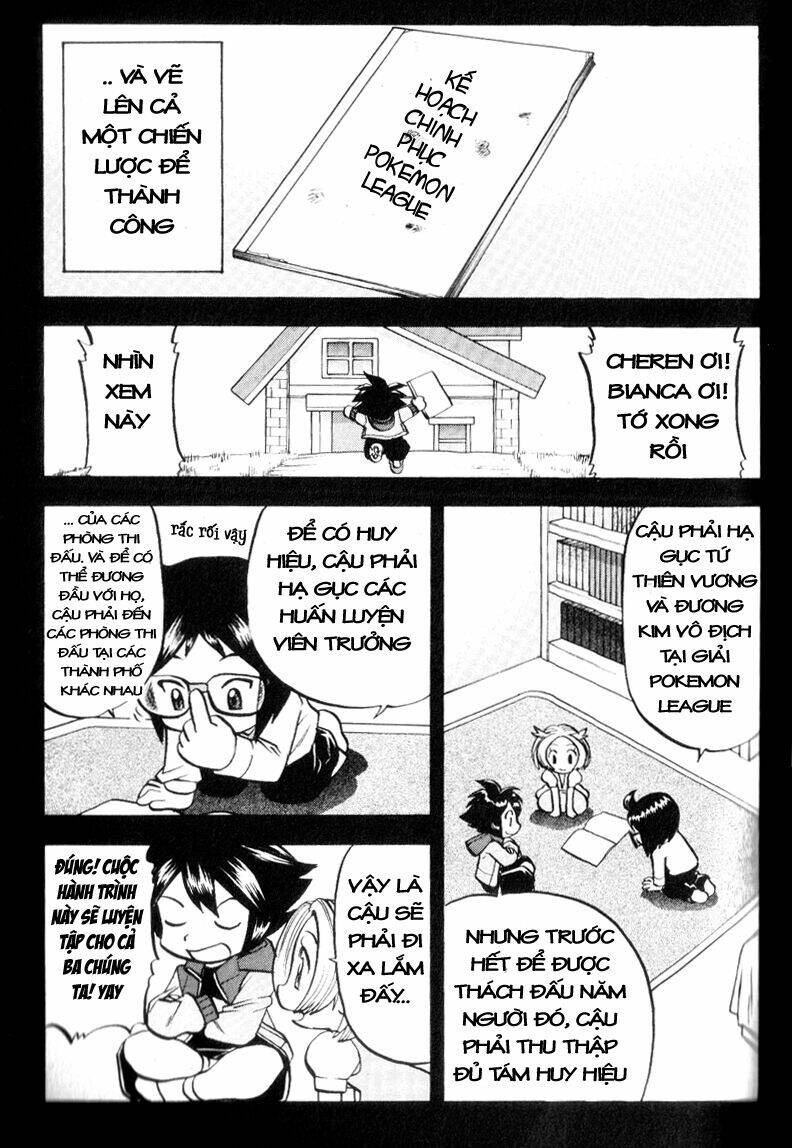 .. VÀ VẼ
LÊN CẢ
MỘT CHIẾN
LƯỢC ĐỂ
THÀNH
CÔNG
KẾ
HOẠCH
CHINH
PHỤC
POKEMON
LEAGUE
CHEREN ƠI!
BIANCA ƠI!
TỚ XONG
RỒI
NHÌN
XEM
NÀY
CẬU PHẢI HẠ
GỤC TỨ
THIÊN VƯƠNG
VÀ ĐƯƠNG
KIM VÔ ĐỊCH
TẠI GIẢI
POKEMON
LEAGUE
NHƯNG TRƯỚC
HẾT ĐỂ ĐƯỢC
THÁCH ĐẤU NĂM
NGƯỜI ĐÓ, CẬU
PHẢI THU THẬP
ĐỦ TÁM HUY HIỆU
ĐỂ CÓ HUY
HIỆU, CẬU PHẢI
HẠ GỤC CÁC
HUẤN LUYỆN
VIÊN TRƯỞNG
rắc rối vậy
... CỦA CÁC
PHÒNG THI
ĐẤU. VÀ ĐỂ CÓ
THỂ ĐƯƠNG
ĐẦU VỚI HỌ,
CẬU PHẢI ĐẾN
CÁC PHÒNG THI
ĐẤU TẠI CÁC
THÀNH PHỐ
KHÁC NHAU
VẬY LÀ
CẬU SẼ
PHẢI ĐI
XA LẮM
ĐẤY...
ĐÚNG! CUỘC
HÀNH TRÌNH
NÀY SẼ LUYỆN
TẬP CHO CẢ
BA CHÚNG
TA! YAY